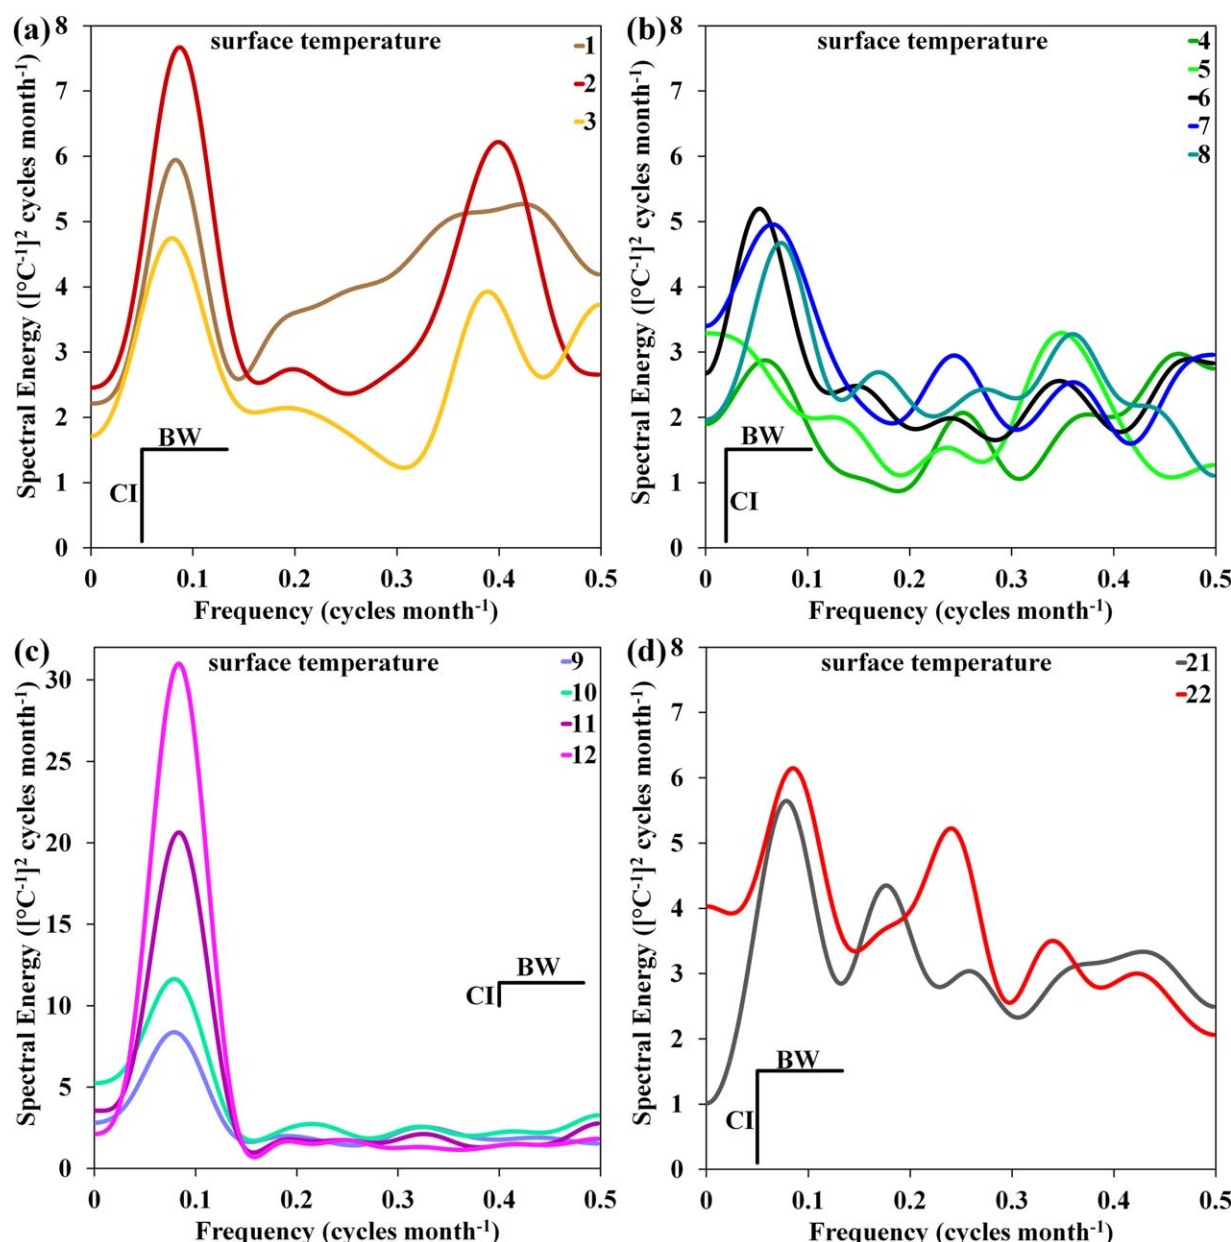 (a)
surface temperature
1
2
3
Spectral Energy ([°C⁻¹]² cycles month⁻¹)
8
7
6
5
4
3
2
1
0
BW
CI
0 0.1 0.2 0.3 0.4 0.5
Frequency (cycles month⁻¹)
(b)
surface temperature
4
5
6
7
8
Spectral Energy ([°C⁻¹]² cycles month⁻¹)
8
7
6
5
4
3
2
1
0
BW
CI
0 0.1 0.2 0.3 0.4 0.5
Frequency (cycles month⁻¹)
(c)
surface temperature
9
10
11
12
Spectral Energy ([°C⁻¹]² cycles month⁻¹)
30
25
20
15
10
5
0
BW
CI
0 0.1 0.2 0.3 0.4 0.5
Frequency (cycles month⁻¹)
(d)
surface temperature
21
22
Spectral Energy ([°C⁻¹]² cycles month⁻¹)
8
7
6
5
4
3
2
1
0
BW
CI
0 0.1 0.2 0.3 0.4 0.5
Frequency (cycles month⁻¹)